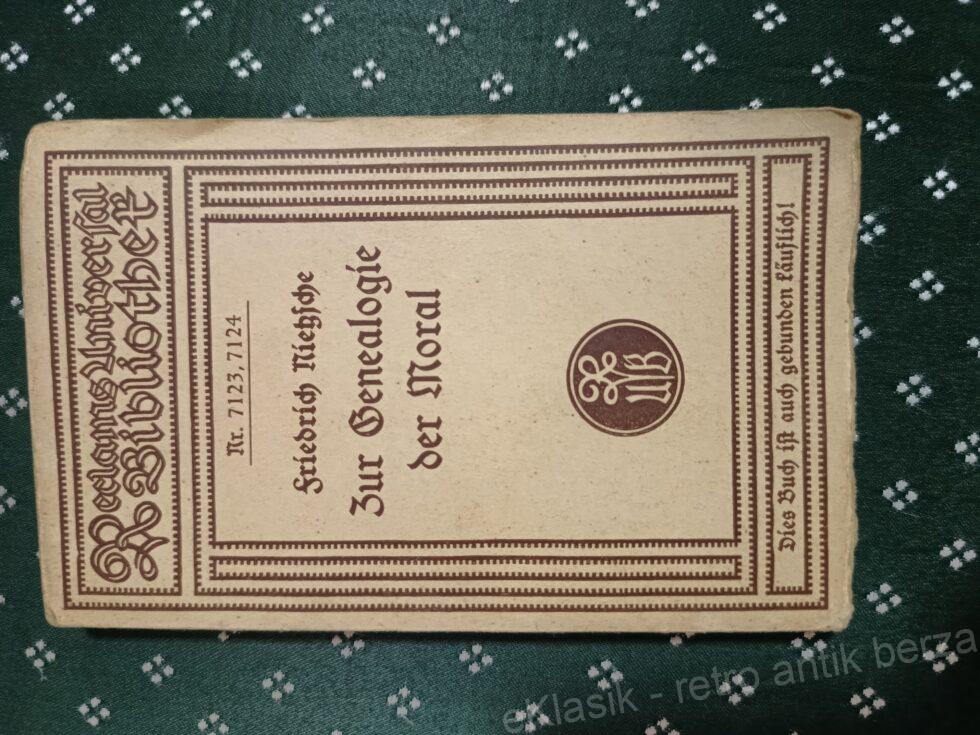 Reclams Universal
Bibliothek
Nr. 7123, 7124
Friedrich Nietzsche
Zur Genealogie
der Moral
UB
Dies Buch ist auch gebunden käuflich!
eKlasik - retro antik berza